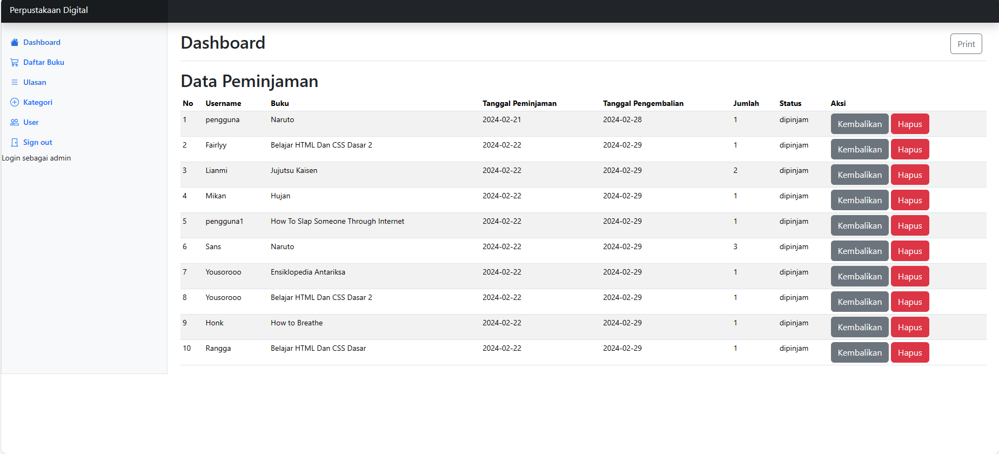 Perpustakaan Digital
Dashboard
Daftar Buku
Ulasan
Kategori
User
Sign out
Login sebagai admin
Dashboard
Print
Data Peminjaman
No Username Buku Tanggal Peminjaman Tanggal Pengembalian Jumlah Status Aksi
1 pengguna Naruto 2024-02-21 2024-02-28 1 dipinjam Kembalikan Hapus
2 Fairlyy Belajar HTML Dan CSS Dasar 2 2024-02-22 2024-02-29 1 dipinjam Kembalikan Hapus
3 Lianmi Jujutsu Kaisen 2024-02-22 2024-02-29 2 dipinjam Kembalikan Hapus
4 Mikan Hujan 2024-02-22 2024-02-29 1 dipinjam Kembalikan Hapus
5 pengguna1 How To Slap Someone Through Internet 2024-02-22 2024-02-29 1 dipinjam Kembalikan Hapus
6 Sans Naruto 2024-02-22 2024-02-29 3 dipinjam Kembalikan Hapus
7 Yousorooo Ensiklopedia Antariksa 2024-02-22 2024-02-29 1 dipinjam Kembalikan Hapus
8 Yousorooo Belajar HTML Dan CSS Dasar 2 2024-02-22 2024-02-29 1 dipinjam Kembalikan Hapus
9 Honk How to Breathe 2024-02-22 2024-02-29 1 dipinjam Kembalikan Hapus
10 Rangga Belajar HTML Dan CSS Dasar 2024-02-22 2024-02-29 1 dipinjam Kembalikan Hapus